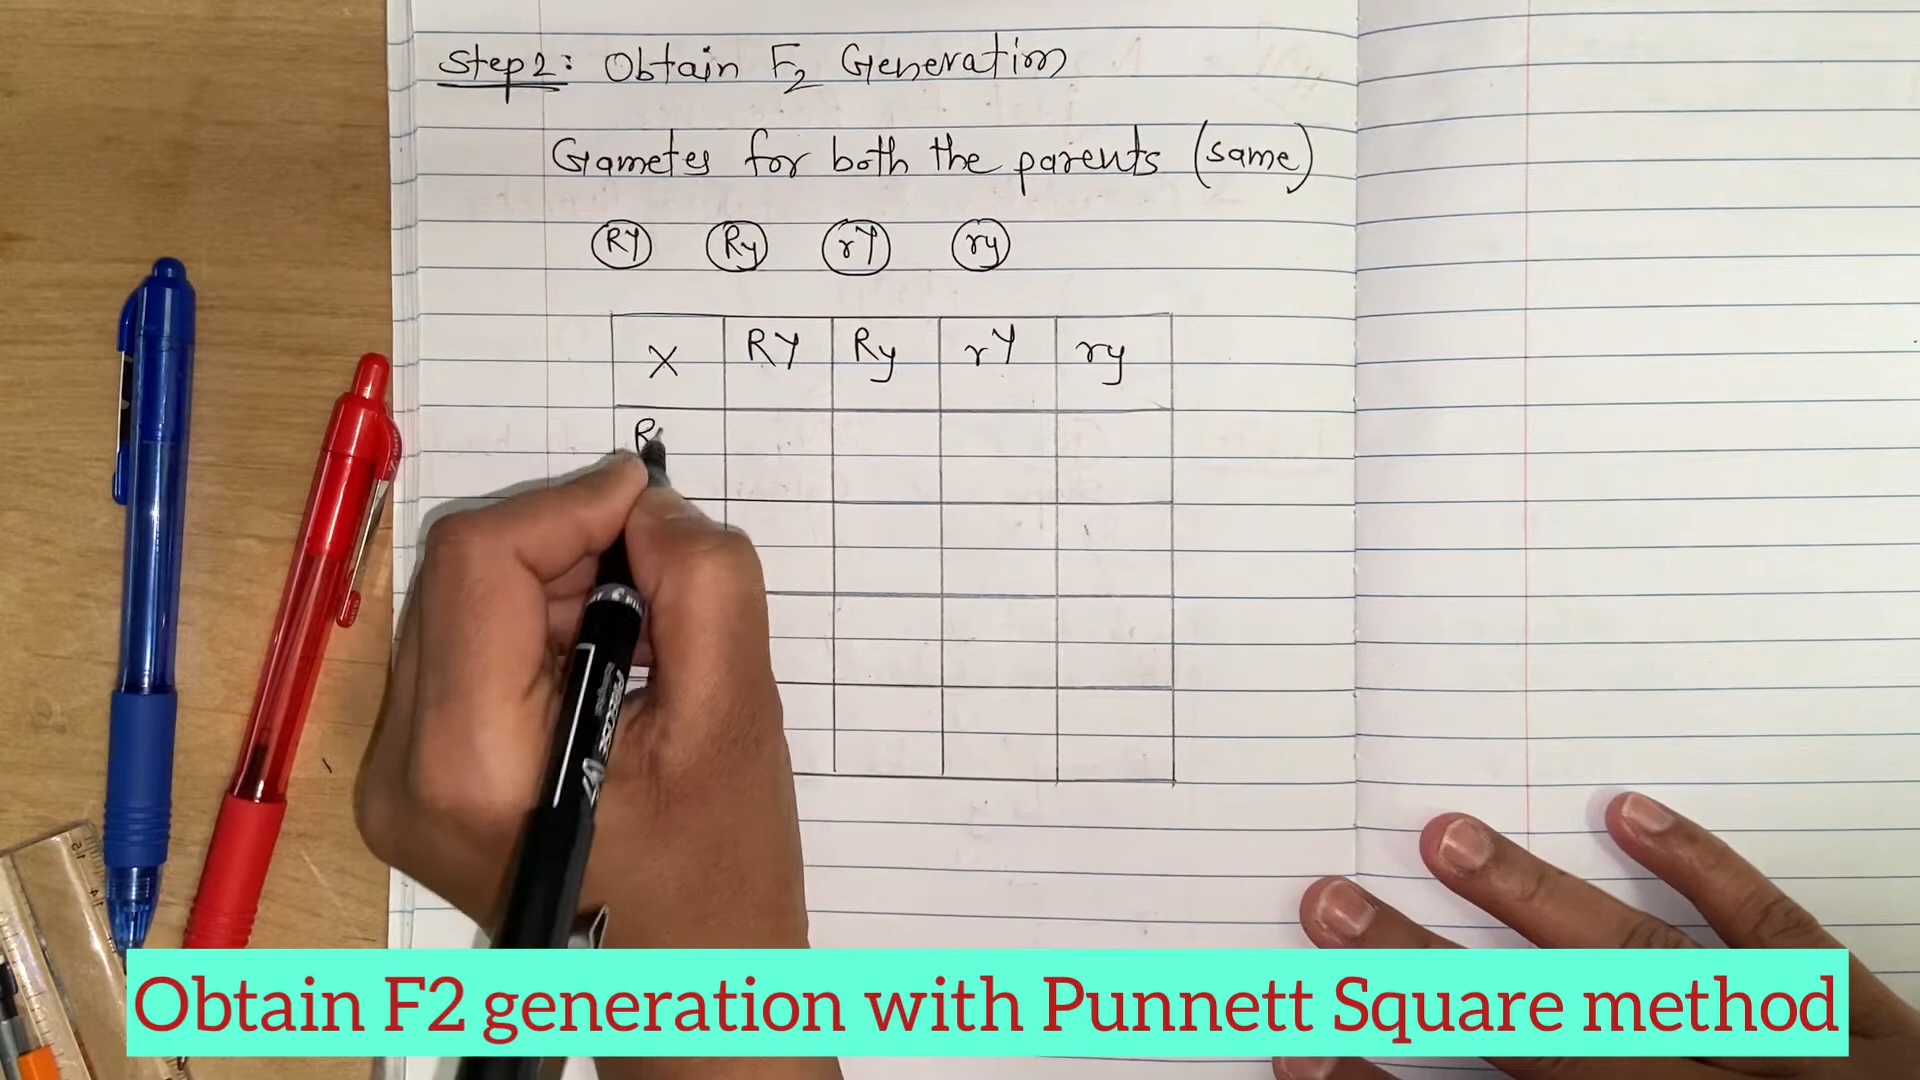 Step 2: Obtain F2 Generation
Gametes for both the parents (same)
RY Ry rY ry
X RY Ry rY ry
R
Obtain F2 generation with Punnett Square method